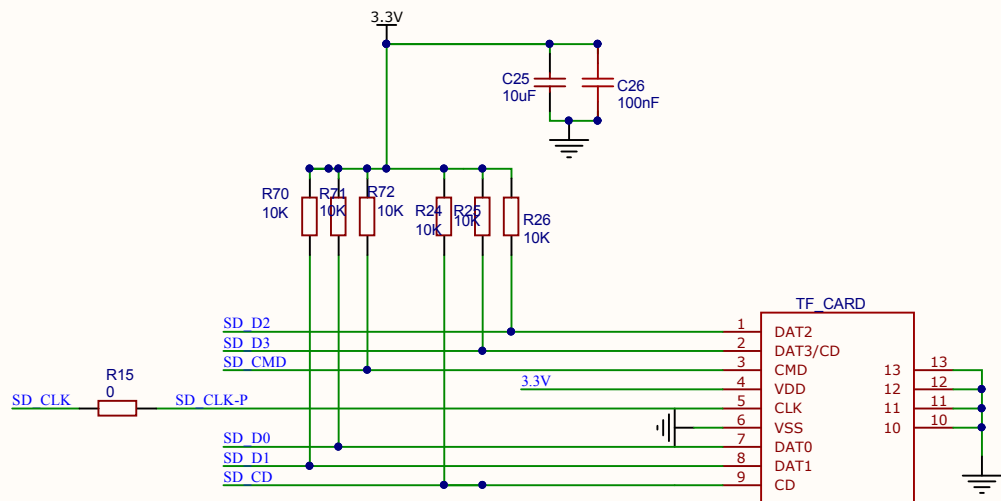 3.3V
C25
10uF
C26
100nF
R70
10K
R71
10K
R72
10K
R24
10K
R25
10K
R26
10K
TF_CARD
SD_D2
1
DAT2
SD_D3
2
DAT3/CD
SD_CMD
3
CMD
13
13
3.3V
4
VDD
12
12
R15
0
SD_CLK
SD_CLK-P
5
CLK
11
11
6
VSS
10
10
SD_D0
7
DAT0
SD_D1
8
DAT1
SD_CD
9
CD